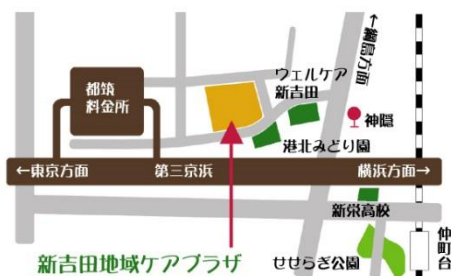 ←綱島方面
ウェルケア
新吉田
都筑
料金所
神隠
港北みどり園
←東京方面
第三京浜
横浜方面→
新栄高校
新吉田地域ケアプラザ
せせらぎ公園
仲町台